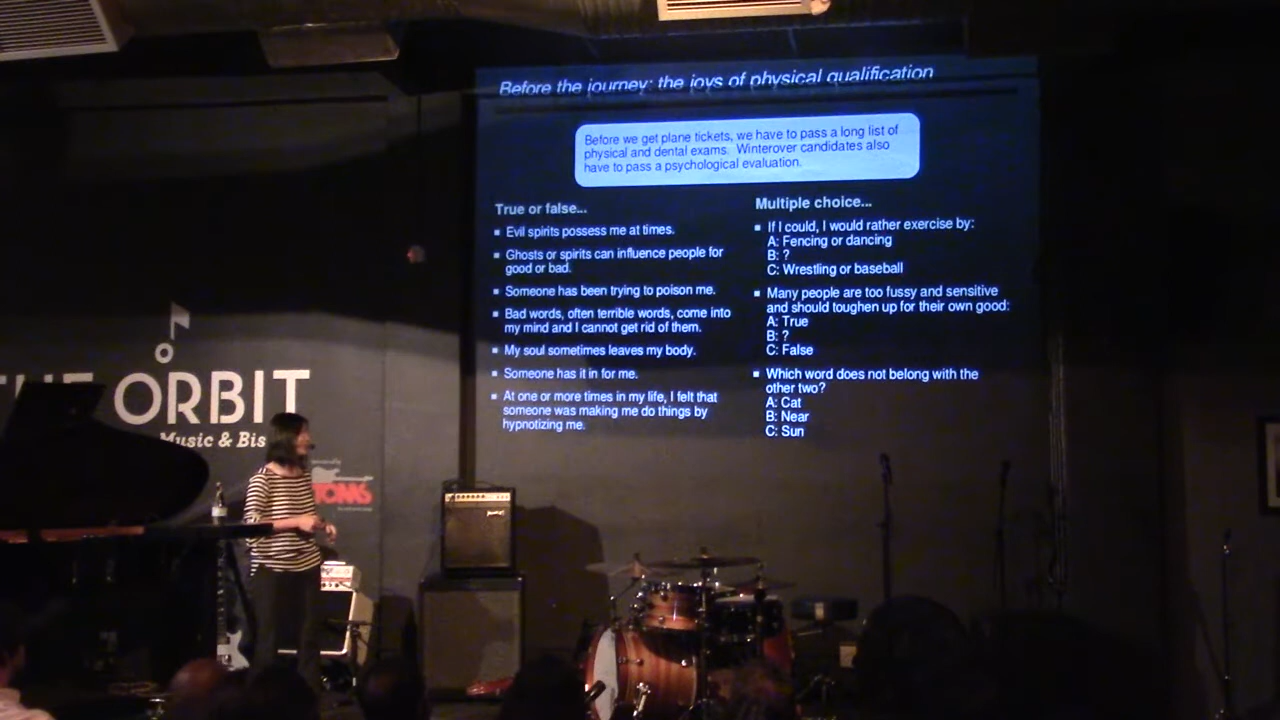 Before the journey: the joys of physical qualification
Before we get plane tickets, we have to pass a long list of
physical and dental exams. Winterover candidates also
have to pass a psychological evaluation.
True or false...
Evil spirits possess me at times.
Ghosts or spirits can influence people for
good or bad.
Someone has been trying to poison me.
Bad words, often terrible words, come into
my mind and I cannot get rid of them.
My soul sometimes leaves my body.
Someone has it in for me.
At one or more times in my life, I felt that
someone was making me do things by
hypnotizing me.
Multiple choice...
If I could, I would rather exercise by:
A: Fencing or dancing
B: ?
C: Wrestling or baseball
Many people are too fussy and sensitive
and should toughen up for their own good:
A: True
B: ?
C: False
Which word does not belong with the
other two?
A: Cat
B: Near
C: Sun
THE ORBIT
Music & Bis
TOMS